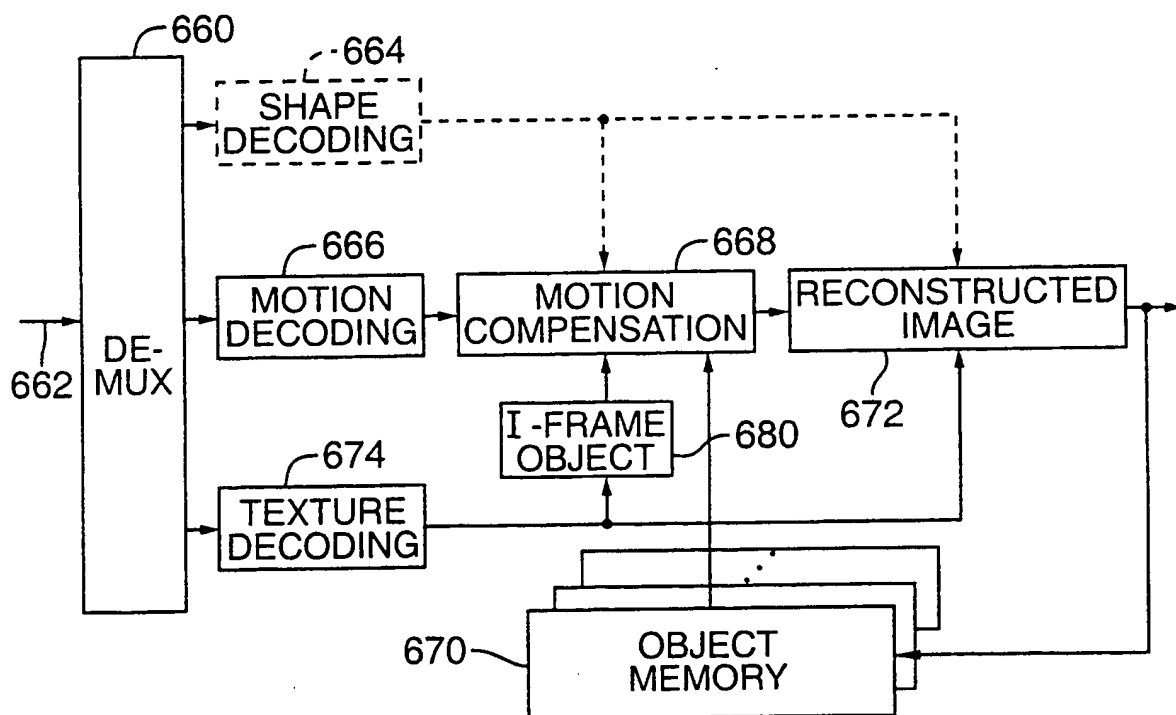 660
664
SHAPE
DECODING
666
MOTION
DECODING
668
MOTION
COMPENSATION
RECONSTRUCTED
IMAGE
672
662
DE-
MUX
I-FRAME
OBJECT
680
674
TEXTURE
DECODING
670
OBJECT
MEMORY